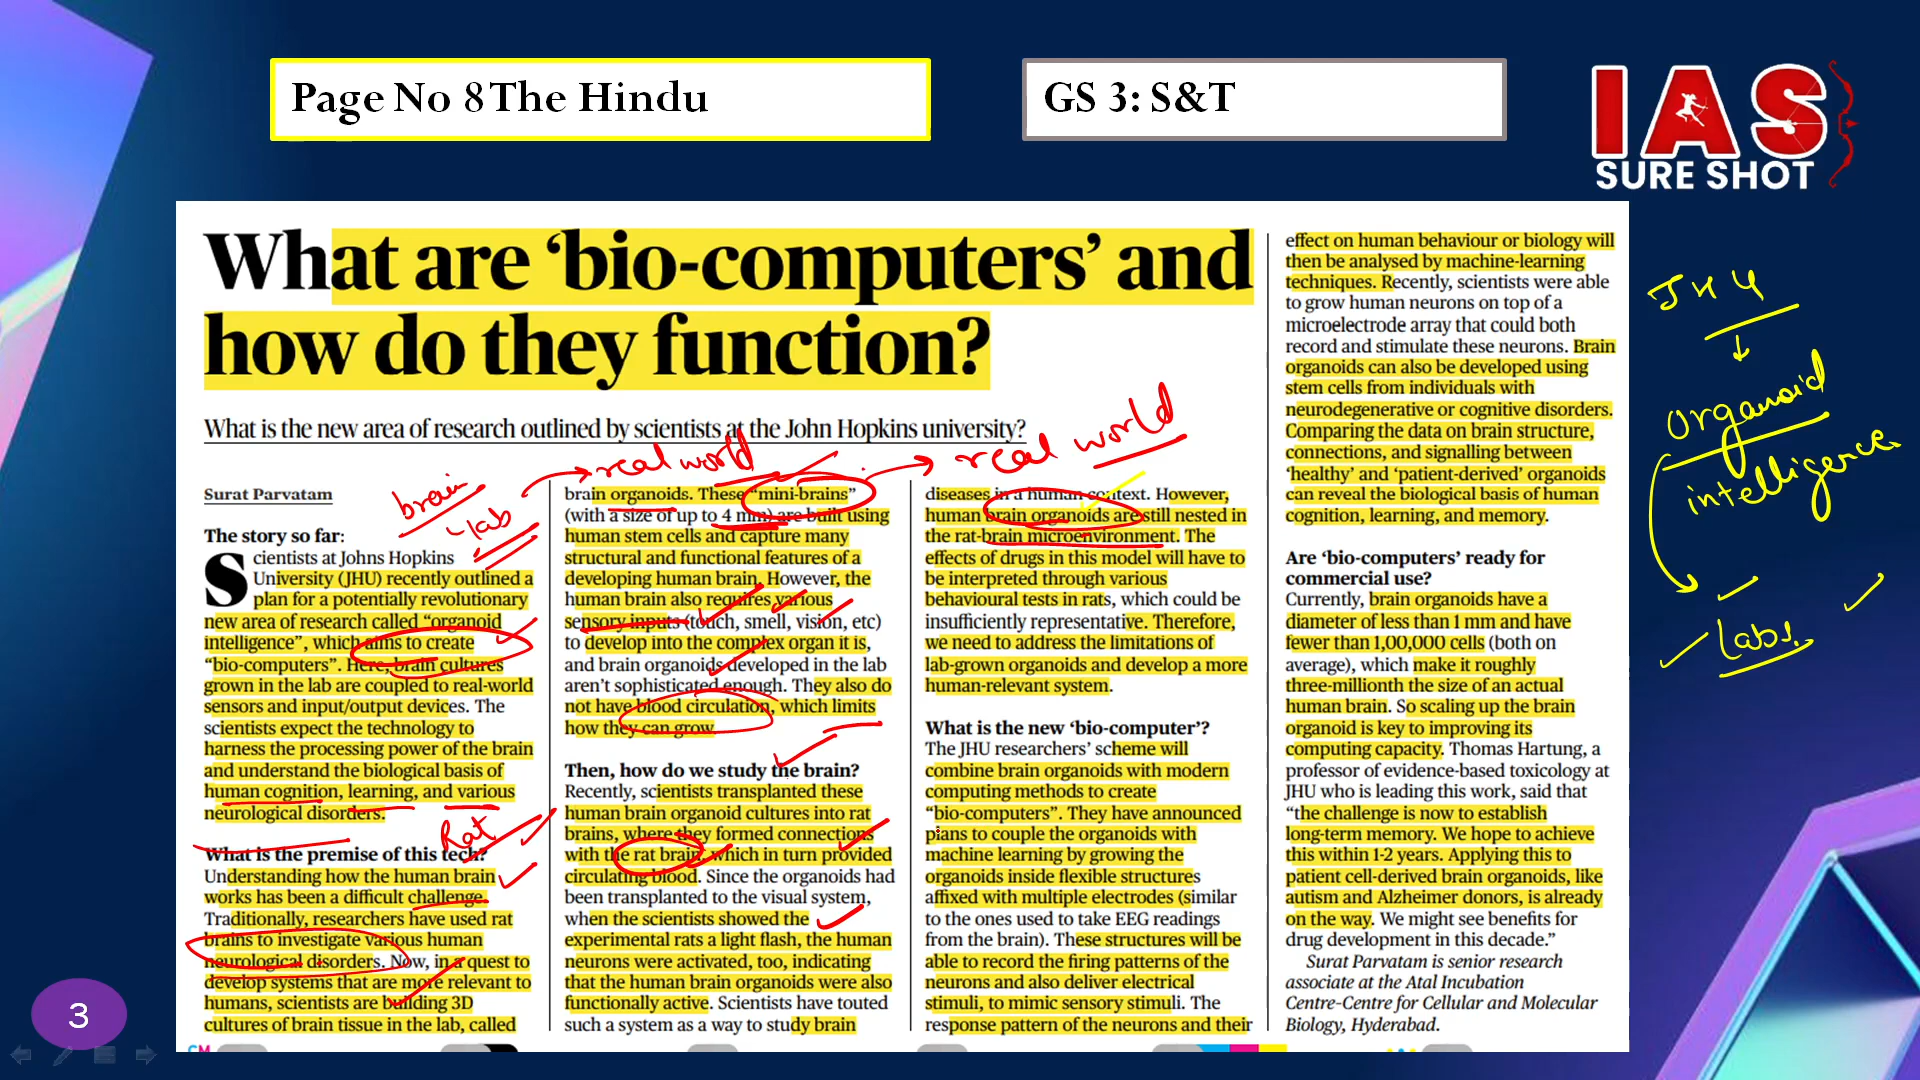 Page No 8 The Hindu
GS 3: S&T
IAS
SURE SHOT
What are ‘bio-computers’ and
how do they function?
What is the new area of research outlined by scientists at the John Hopkins university?
Surat Parvatam
The story so far:
Scientists at Johns Hopkins
University (JHU) recently outlined a
plan for a potentially revolutionary
new area of research called “organoid
intelligence”, which aims to create
“bio-computers”. Here, brain cultures
grown in the lab are coupled to real-world
sensors and input/output devices. The
scientists expect the technology to
harness the processing power of the brain
and understand the biological basis of
human cognition, learning, and various
neurological disorders.
What is the premise of this tech?
Understanding how the human brain
works has been a difficult challenge.
Traditionally, researchers have used rat
brains to investigate various human
neurological disorders. Now, in a quest to
develop systems that are more relevant to
humans, scientists are building 3D
cultures of brain tissue in the lab, called
brain organoids. These “mini-brains”
(with a size of up to 4 mm) are built using
human stem cells and capture many
structural and functional features of a
developing human brain. However, the
human brain also requires various
sensory inputs (touch, smell, vision, etc)
to develop into the complex organ it is,
and brain organoids developed in the lab
aren’t sophisticated enough. They also do
not have blood circulation, which limits
how they can grow.
Then, how do we study the brain?
Recently, scientists transplanted these
human brain organoid cultures into rat
brains, where they formed connections
with the rat brain, which in turn provided
circulating blood. Since the organoids had
been transplanted to the visual system,
when the scientists showed the
experimental rats a light flash, the human
neurons were activated, too, indicating
that the human brain organoids were also
functionally active. Scientists have touted
such a system as a way to study brain
diseases in a human context. However,
human brain organoids are still nested in
the rat-brain microenvironment. The
effects of drugs in this model will have to
be interpreted through various
behavioural tests in rats, which could be
insufficiently representative. Therefore,
we need to address the limitations of
lab-grown organoids and develop a more
human-relevant system.
What is the new ‘bio-computer’?
The JHU researchers’ scheme will
combine brain organoids with modern
computing methods to create
“bio-computers”. They have announced
plans to couple the organoids with
machine learning by growing the
organoids inside flexible structures
affixed with multiple electrodes (similar
to the ones used to take EEG readings
from the brain). These structures will be
able to record the firing patterns of the
neurons and also deliver electrical
stimuli, to mimic sensory stimuli. The
response pattern of the neurons and their
effect on human behaviour or biology will
then be analysed by machine-learning
techniques. Recently, scientists were able
to grow human neurons on top of a
microelectrode array that could both
record and stimulate these neurons. Brain
organoids can also be developed using
stem cells from individuals with
neurodegenerative or cognitive disorders.
Comparing the data on brain structure,
connections, and signalling between
‘healthy’ and ‘patient-derived’ organoids
can reveal the biological basis of human
cognition, learning, and memory.
Are ‘bio-computers’ ready for
commercial use?
Currently, brain organoids have a
diameter of less than 1 mm and have
fewer than 1,00,000 cells (both on
average), which make it roughly
three-millionth the size of an actual
human brain. So scaling up the brain
organoid is key to improving its
computing capacity. Thomas Hartung, a
professor of evidence-based toxicology at
JHU who is leading this work, said that
“the challenge is now to establish
long-term memory. We hope to achieve
this within 1-2 years. Applying this to
patient cell-derived brain organoids, like
autism and Alzheimer donors, is already
on the way. We might see benefits for
drug development in this decade.”
Surat Parvatam is senior research
associate at the Atal Incubation
Centre-Centre for Cellular and Molecular
Biology, Hyderabad.
brain
lab
real world
real world
Rat
JHU
Organoid
intelligence
labs.
3
CM